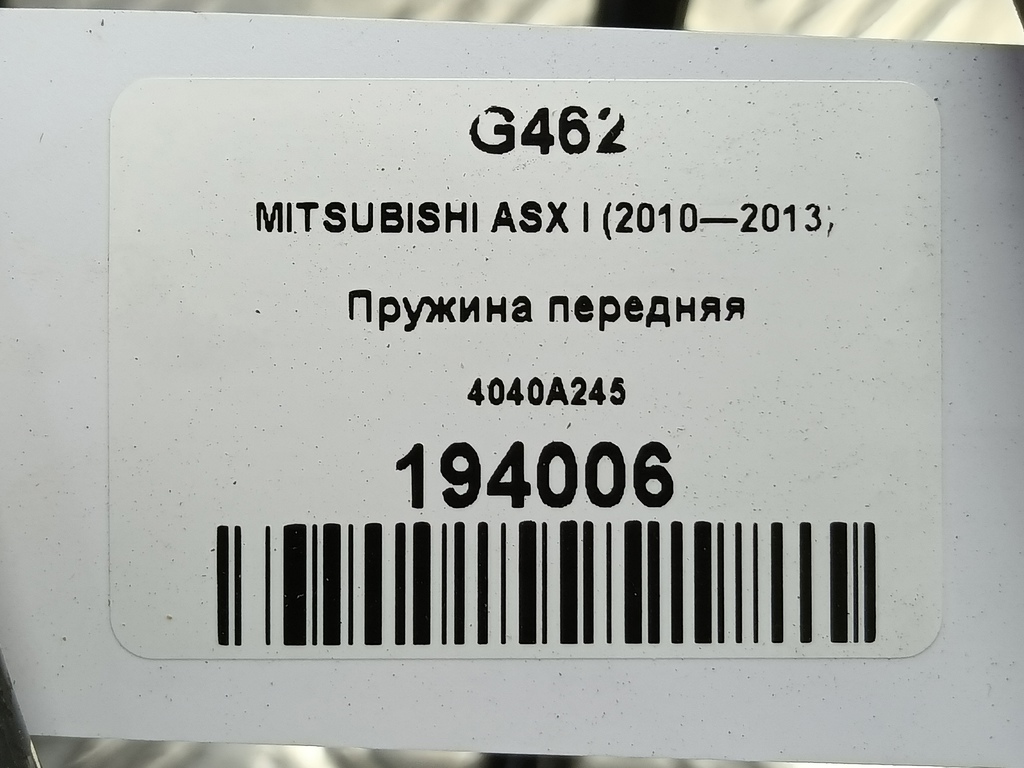 G462
MITSUBISHI ASX I (2010—2013)
Пружина передняя
4040A245
194006